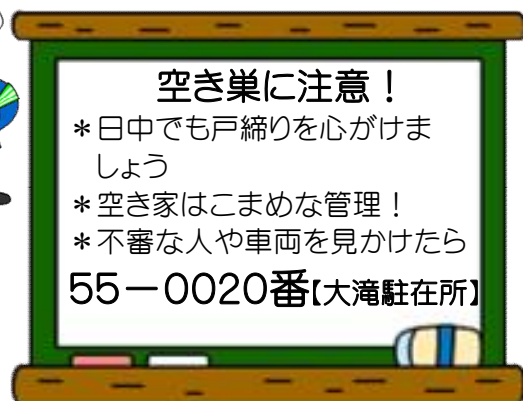 空き巣に注意！
＊日中でも戸締りを心がけま
しょう
＊空き家はこまめな管理！
＊不審な人や車両を見かけたら
55－0020番【大滝駐在所】